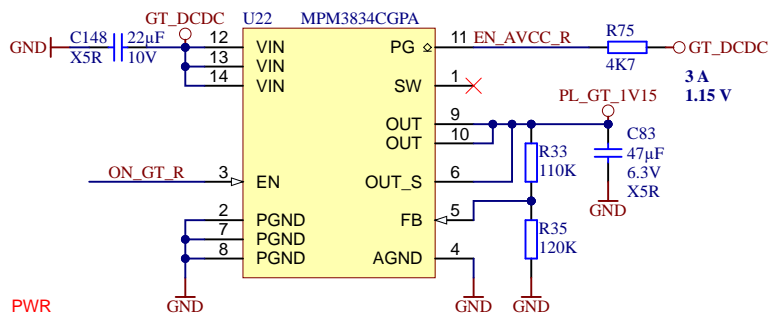 GT_DCDC
U22
MPM3834CGPA
C148
22µF
GND
X5R
10V
12
VIN
13
VIN
14
VIN
PG
11
EN_AVCC_R
R75
4K7
GT_DCDC
SW
1
3 A
1.15 V
PL_GT_1V15
OUT
9
OUT
10
C83
47µF
6.3V
X5R
GND
R33
110K
ON_GT_R
3
EN
OUT_S
6
2
PGND
7
PGND
8
PGND
FB
5
R35
120K
AGND
4
GND
GND
GND
PWR